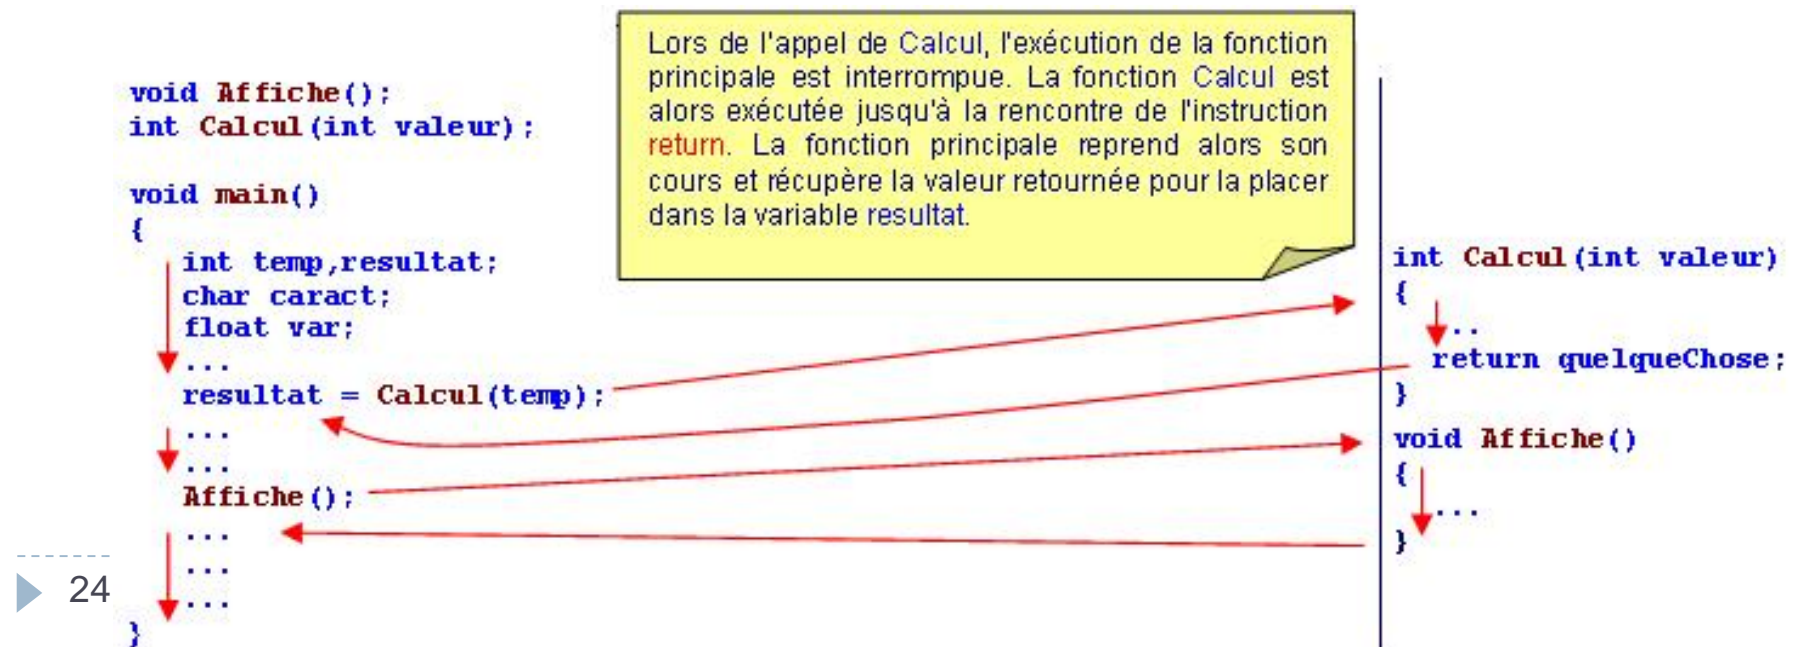 void Affiche();
int Calcul(int valeur);
void main()
{
int temp,resultat;
char caract;
float var;
...
resultat = Calcul(temp);
...
...
Affiche();
...
...
...
}
Lors de l'appel de Calcul, l'exécution de la fonction
principale est interrompue. La fonction Calcul est
alors exécutée jusqu'à la rencontre de l'instruction
return. La fonction principale reprend alors son
cours et récupère la valeur retournée pour la placer
dans la variable resultat.
int Calcul(int valeur)
{
..
return quelqueChose;
}
void Affiche()
{
...
}
24